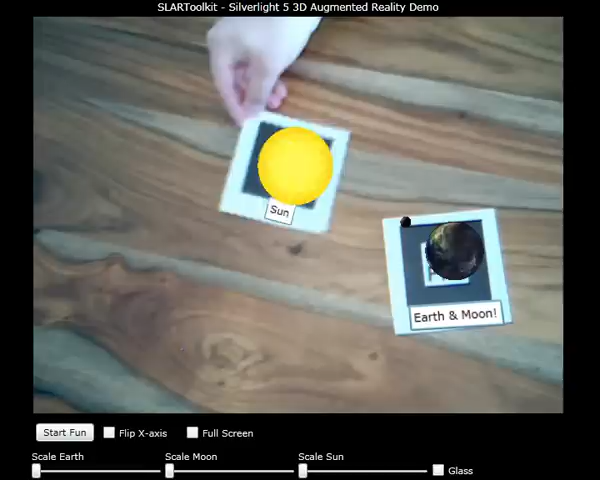 SLARToolkit - Silverlight 5 3D Augmented Reality Demo
Sun
Earth & Moon!
Start Fun
Flip X-axis
Full Screen
Scale Earth
Scale Moon
Scale Sun
Glass